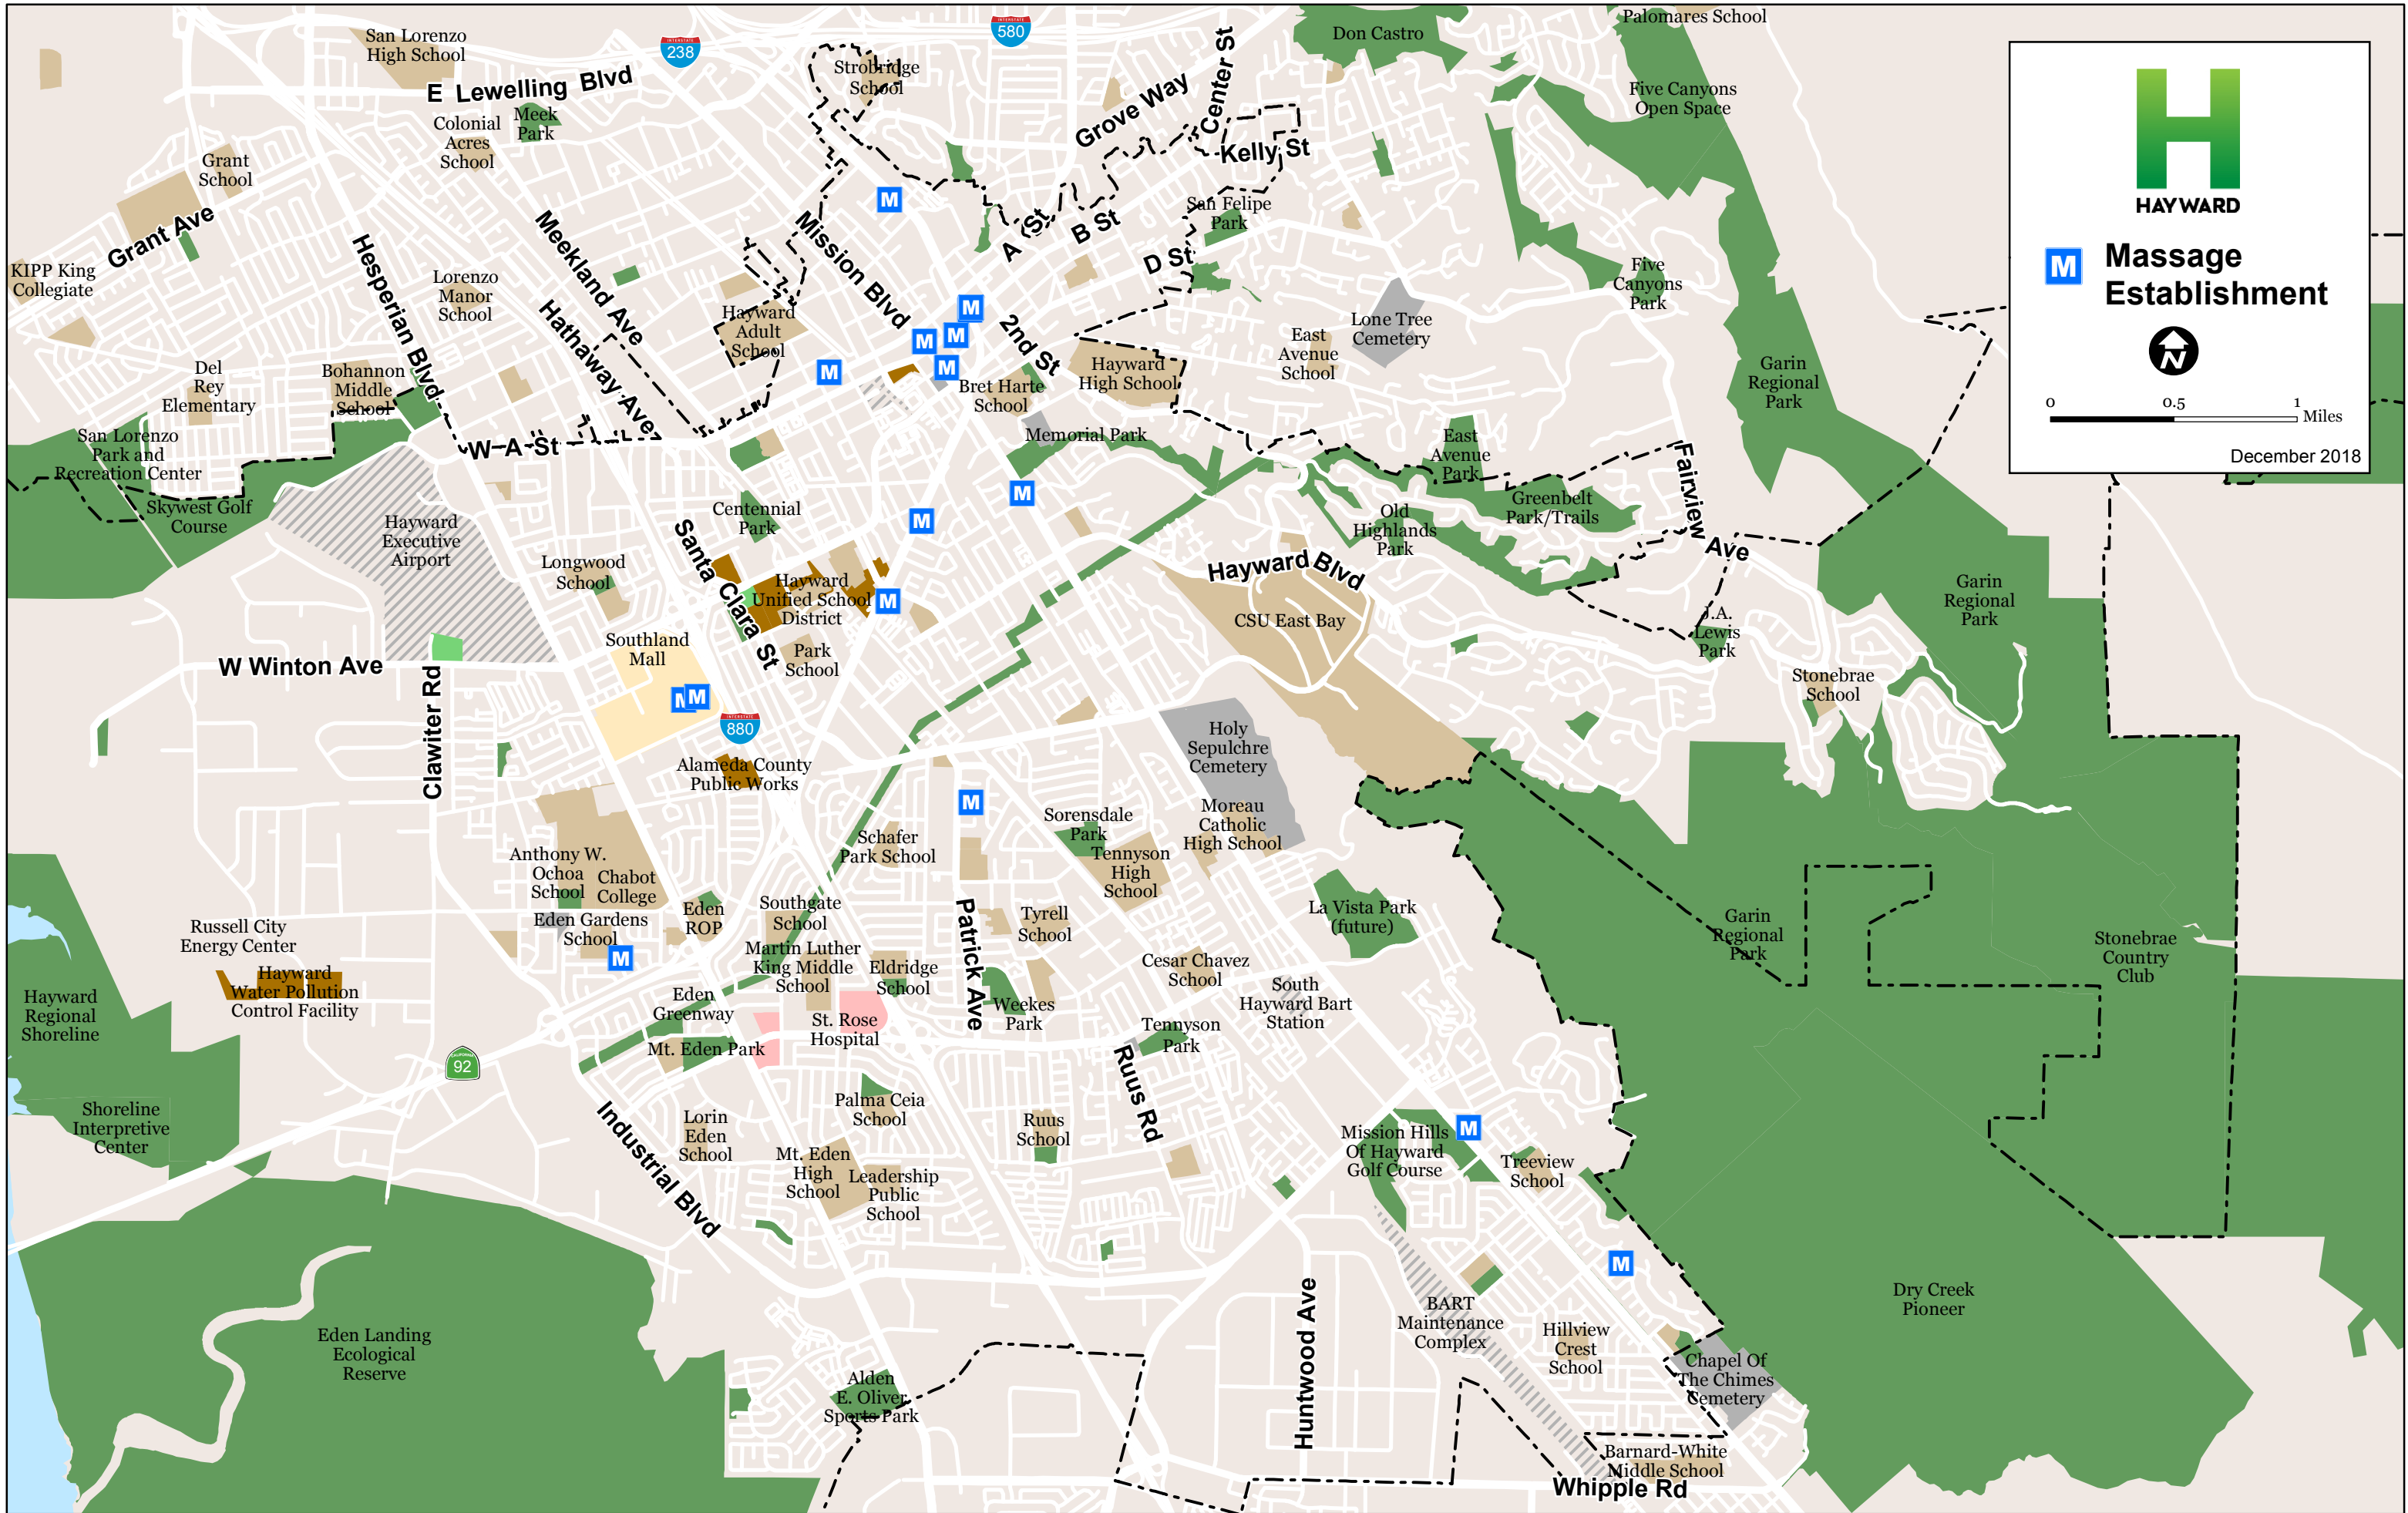 San Lorenzo
High School
INTERSTATE
238
INTERSTATE
580
Don Castro
Palomares School
E Lewelling Blvd
Strobridge
School
Center St
Grove Way
Five Canyons
Open Space
Meek
Park
Colonial
Acres
School
Kelly St
Grant
School
Grant Ave
M
San Felipe
Park
Mission Blvd
A St
B St
D St
Meekland Ave
Hesperian Blvd
KIPP King
Collegiate
Lorenzo
Manor
School
Five
Canyons
Park
Hathaway Ave
Hayward
Adult
School
M
M
M
M
M
2nd St
Lone Tree
Cemetery
East
Avenue
School
Del
Rey
Elementary
Bohannon
Middle
School
Bret Harte
School
Hayward
High School
Garin
Regional
Park
San Lorenzo
Park and
Recreation Center
W A St
Memorial Park
East
Avenue
Park
Fairview Ave
Skywest Golf
Course
Hayward
Executive
Airport
Centennial
Park
M
M
Old
Highlands
Park
Greenbelt
Park/Trails
Santa Clara St
Longwood
School
Hayward
Unified School
District
M
Hayward Blvd
CSU East Bay
Garin
Regional
Park
J.A.
Lewis
Park
Southland
Mall
Park
School
W Winton Ave
Clawiter Rd
M
M
INTERSTATE
880
Stonebrae
School
Holy
Sepulchre
Cemetery
Alameda County
Public Works
M
Sorensdale
Park
Moreau
Catholic
High School
Schafer
Park School
Tennyson
High
School
Anthony W.
Ochoa
School
Chabot
College
Eden
ROP
Southgate
School
Patrick Ave
Tyrell
School
La Vista Park
(future)
Garin
Regional
Park
Stonebrae
Country
Club
Russell City
Energy Center
Eden Gardens
School
M
Martin Luther
King Middle
School
Eldridge
School
Cesar Chavez
School
Hayward
Water Pollution
Control Facility
Hayward
Regional
Shoreline
Eden
Greenway
St. Rose
Hospital
Weekes
Park
South
Hayward Bart
Station
Tennyson
Park
Mt. Eden Park
CALIFORNIA
92
Ruus Rd
Shoreline
Interpretive
Center
Industrial Blvd
Lorin
Eden
School
Palma Ceia
School
Ruus
School
Mission Hills
Of Hayward
Golf Course
M
Treeview
School
Mt. Eden
High
School
Leadership
Public
School
M
Huntwood Ave
BART
Maintenance
Complex
Hillview
Crest
School
Dry Creek
Pioneer
Eden Landing
Ecological
Reserve
Alden
E. Oliver
Sports Park
Chapel Of
The Chimes
Cemetery
Barnard-White
Middle School
Whipple Rd
H
HAYWARD
M
Massage
Establishment
N
0 0.5 1
Miles
December 2018